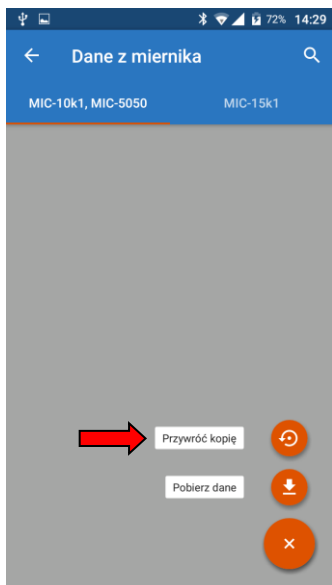 72% 14:29
Dane z miernika
MIC-10k1, MIC-5050 MIC-15k1
Przywróć kopię
Pobierz dane